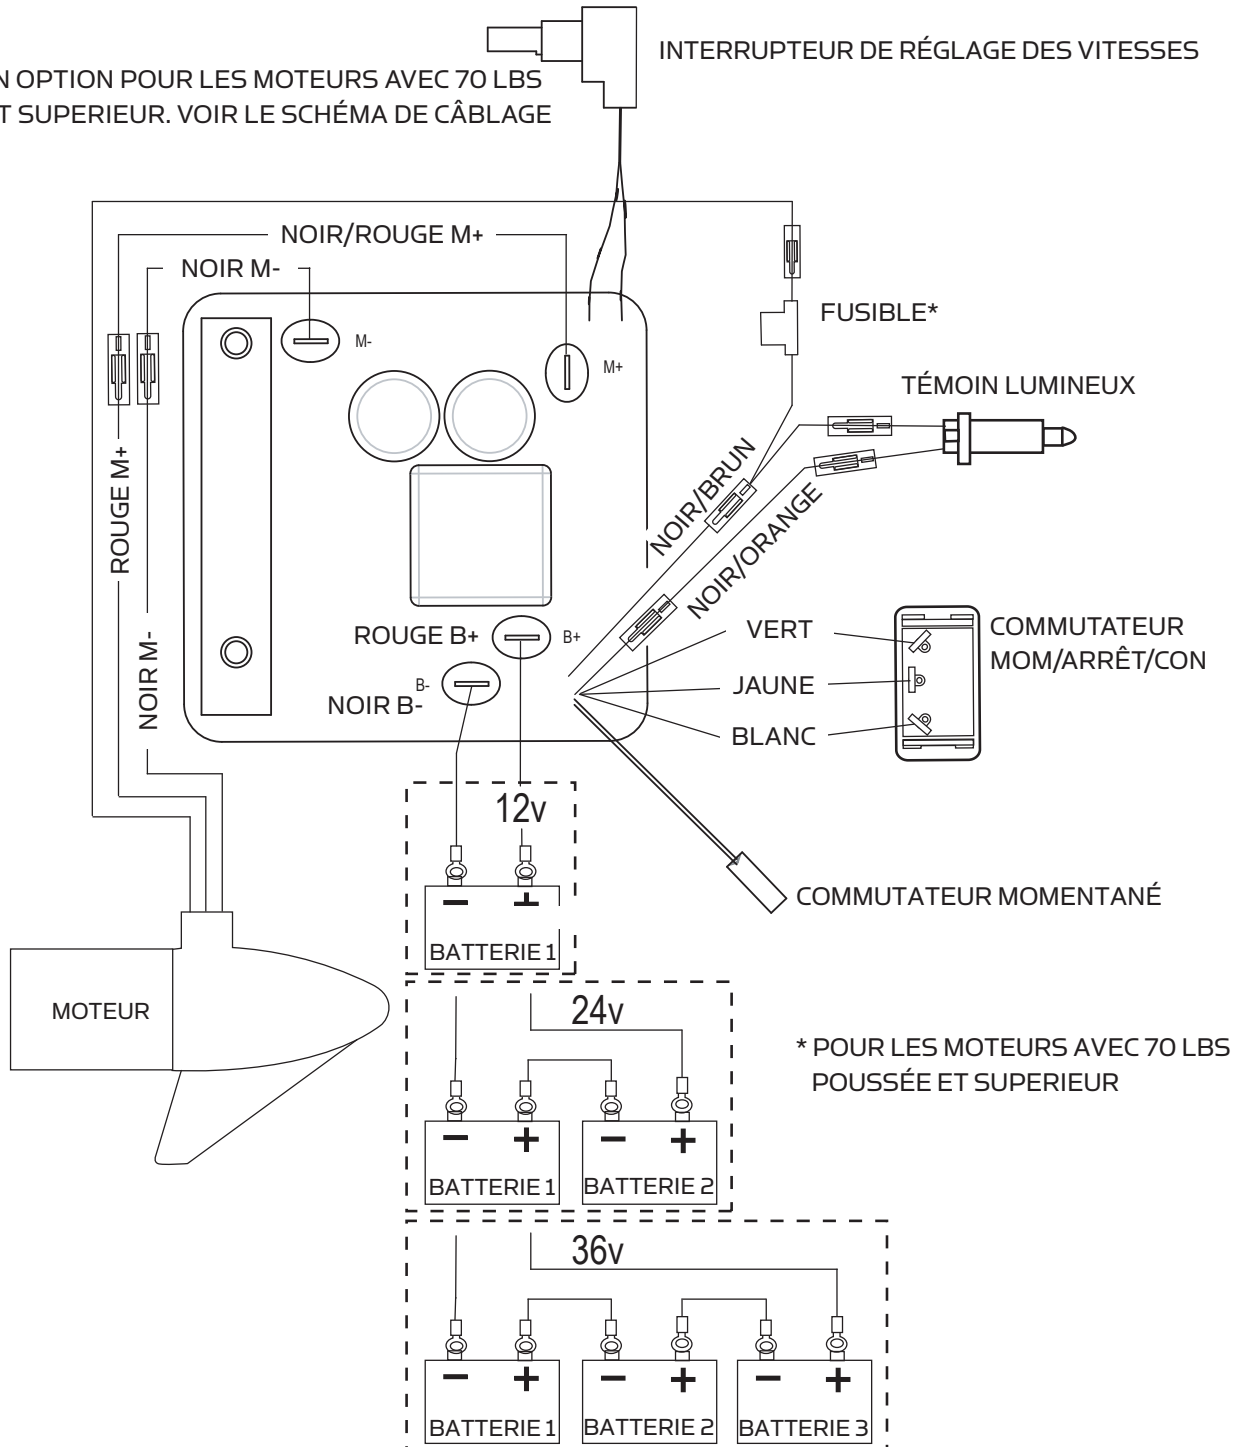 INTERRUPTEUR DE RÉGLAGE DES VITESSES
N OPTION POUR LES MOTEURS AVEC 70 LBS
T SUPERIEUR. VOIR LE SCHÉMA DE CÂBLAGE
NOIR/ROUGE M+
NOIR M-
M-
M+
FUSIBLE*
TÉMOIN LUMINEUX
ROUGE M+
NOIR M-
NOIR/BRUN
NOIR/ORANGE
ROUGE B+
B+
B-
NOIR B-
VERT
JAUNE
BLANC
COMMUTATEUR
MOM/ARRÊT/CON
12v
- +
BATTERIE 1
COMMUTATEUR MOMENTANÉ
MOTEUR
24v
- + - +
BATTERIE 1 BATTERIE 2
* POUR LES MOTEURS AVEC 70 LBS
POUSSÉE ET SUPERIEUR
36v
- + - + - +
BATTERIE 1 BATTERIE 2 BATTERIE 3